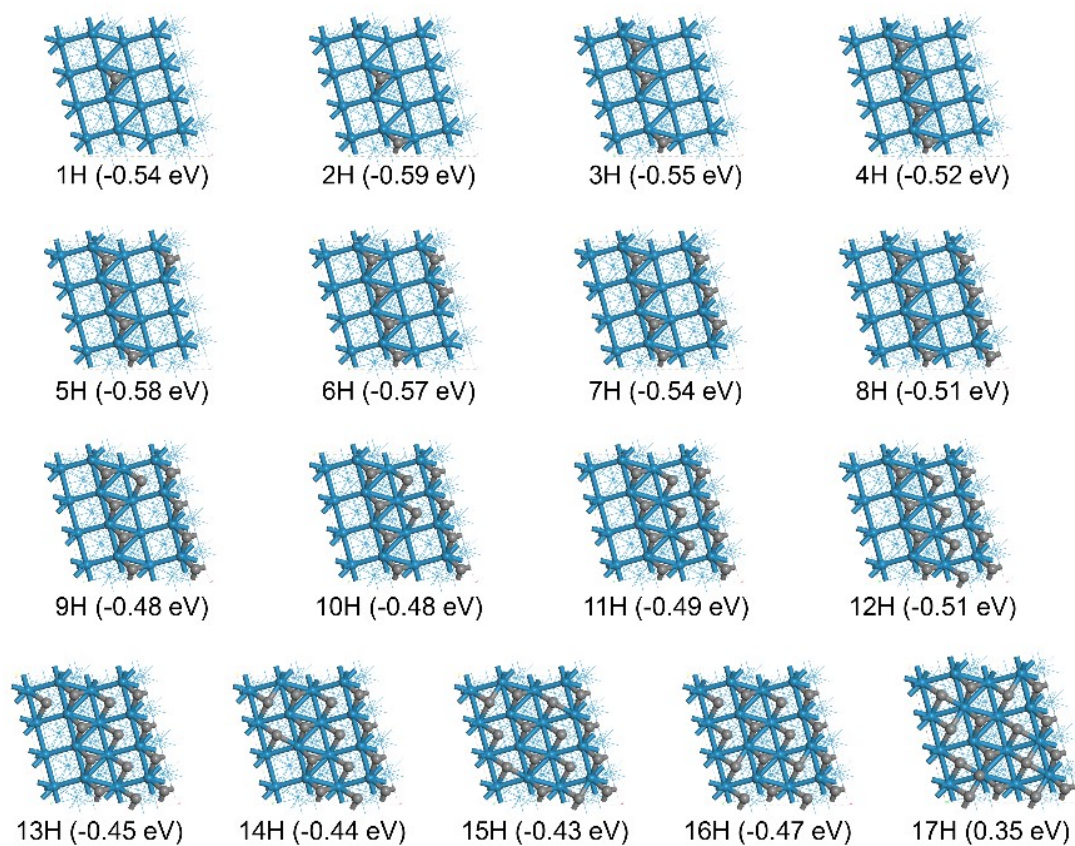 1H (-0.54 eV) 2H (-0.59 eV) 3H (-0.55 eV) 4H (-0.52 eV)
5H (-0.58 eV) 6H (-0.57 eV) 7H (-0.54 eV) 8H (-0.51 eV)
9H (-0.48 eV) 10H (-0.48 eV) 11H (-0.49 eV) 12H (-0.51 eV)
13H (-0.45 eV) 14H (-0.44 eV) 15H (-0.43 eV) 16H (-0.47 eV) 17H (0.35 eV)